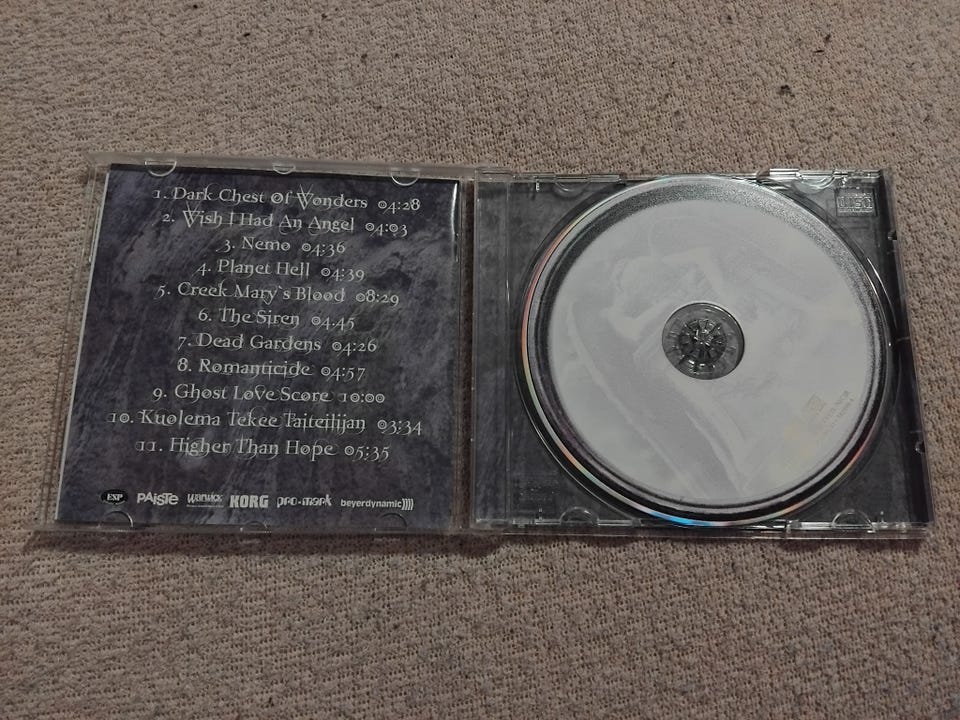 1. Dark Chest Of Wonders 04:28
2. Wish I Had An Angel 04:03
3. Nemo 04:36
4. Planet Hell 04:39
5. Creek Mary`s Blood 08:29
6. The Siren 04.45
7. Dead Gardens 04:26
8. Romanticide 04:57
9. Ghost Love Score 10:00
10. Kuolema Tekee Taiteilijan 03:34
11. Higher Than Hope 05:35
ESP PAiSTe warwick KORG pro·mark beyerdynamic))))
DISC